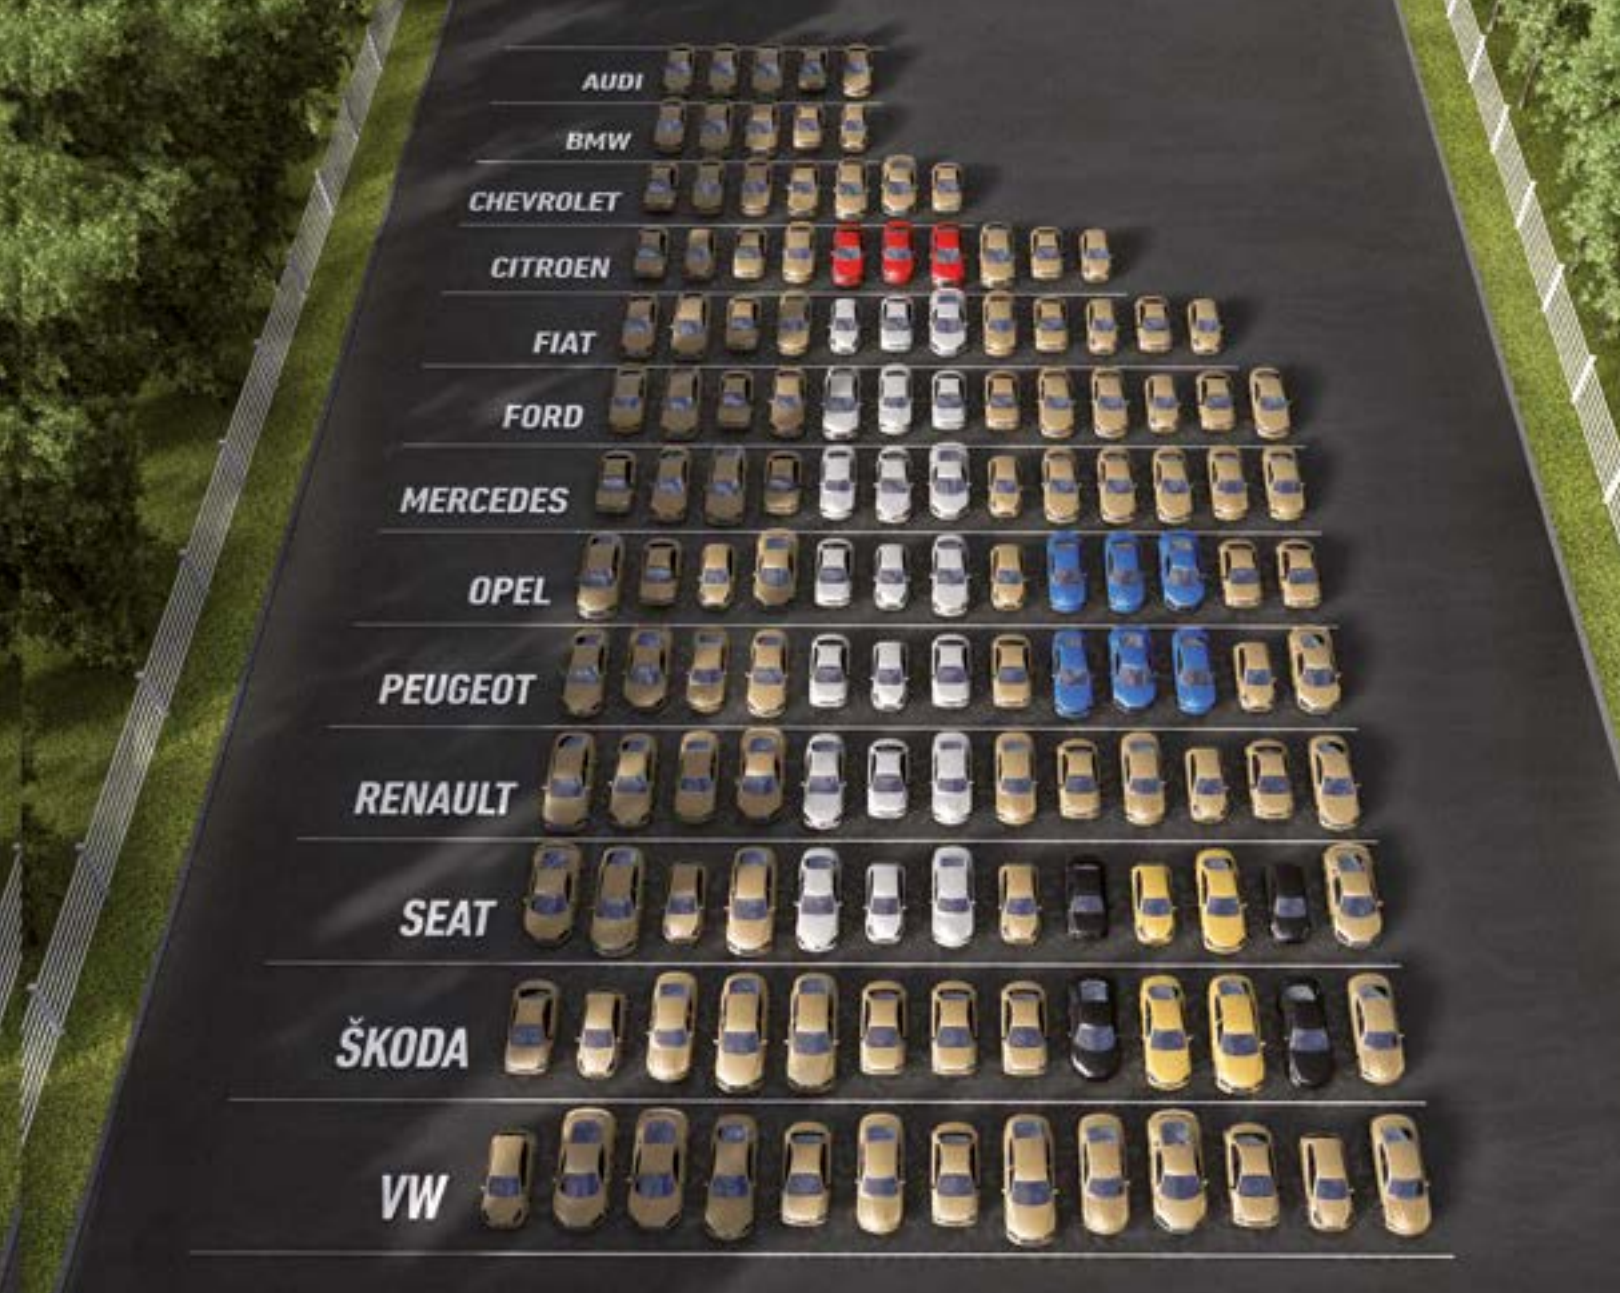 AUDI
BMW
CHEVROLET
CITROEN
FIAT
FORD
MERCEDES
OPEL
PEUGEOT
RENAULT
SEAT
ŠKODA
VW